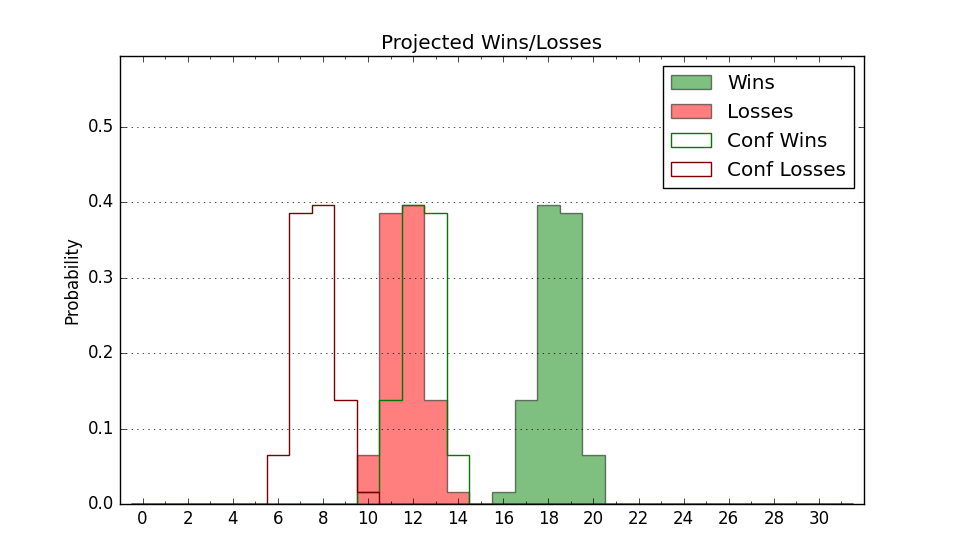 Projected Wins/Losses
Wins
Losses
Conf Wins
Conf Losses
Probability
0.5
0.4
0.3
0.2
0.1
0.0
0 2 4 6 8 10 12 14 16 18 20 22 24 26 28 30